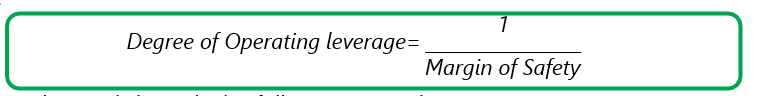 Degree of Operating leverage= 1
Margin of Safety